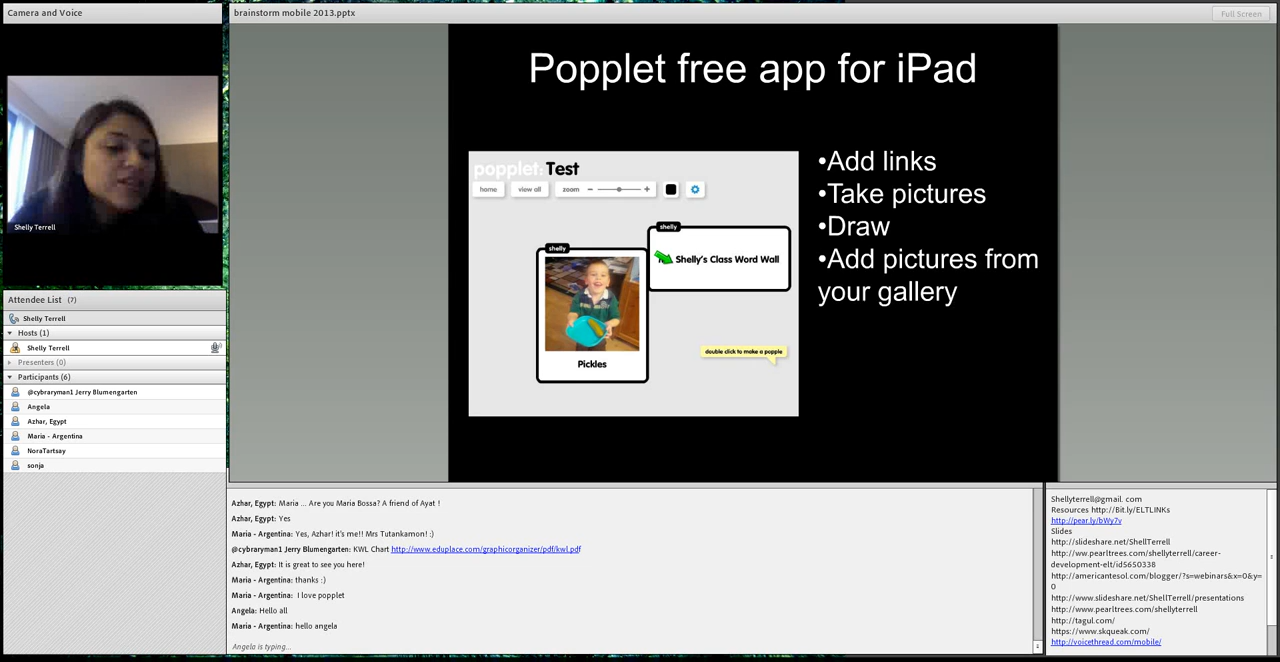 Camera and Voice
Shelly Terrell
Attendee List (7)
Shelly Terrell
Hosts (1)
Shelly Terrell
Presenters (0)
Participants (6)
@cybraryman1 Jerry Blumengarten
Angela
Azhar, Egypt
Maria - Argentina
NoraTartsay
sonja
brainstorm mobile 2013.pptx
Full Screen
Popplet free app for iPad
popplet: Test
home view all zoom - +
shelly
Shelly's Class Word Wall
shelly
Pickles
double click to make a popple
•Add links
•Take pictures
•Draw
•Add pictures from
your gallery
Azhar, Egypt: Maria ... Are you Maria Bossa? A friend of Ayat !
Azhar, Egypt: Yes
Maria - Argentina: Yes, Azhar! it's me!! Mrs Tutankamon! :)
@cybraryman1 Jerry Blumengarten: KWL Chart http://www.eduplace.com/graphicorganizer/pdf/kwl.pdf
Azhar, Egypt: It is great to see you here!
Maria - Argentina: thanks :)
Maria - Argentina: I love popplet
Angela: Hello all
Maria - Argentina: hello angela
Angela is typing...
Shellyterrell@gmail. com
Resources http://Bit.ly/ELTLINKs
http://pear.ly/bWy7v
Slides
http://slideshare.net/ShellTerrell
http://ww.pearltrees.com/shellyterrell/career-
development-elt/id5650338
http://americantesol.com/blogger/?s=webinars&x=0&y=
0
http://www.slideshare.net/ShellTerrell/presentations
http://www.pearltrees.com/shellyterrell
http://tagul.com/
https://www.skqueak.com/
http://voicethread.com/mobile/